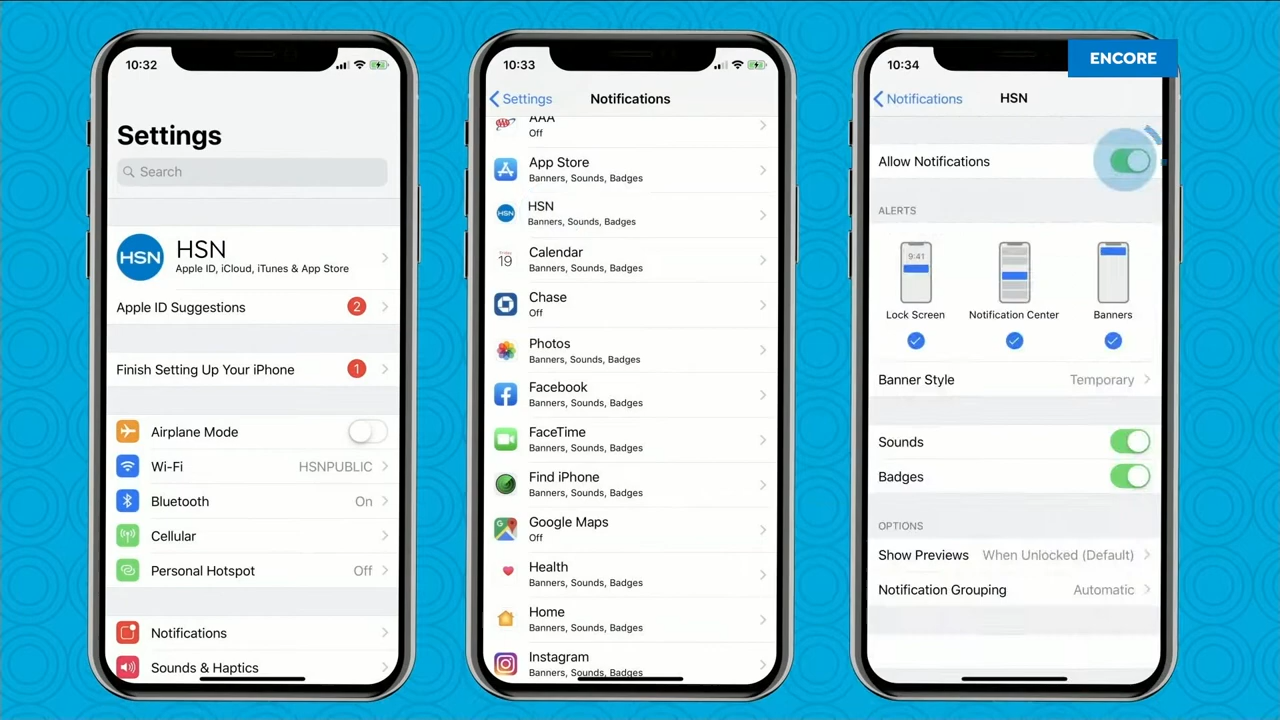 10:32
Settings
Search
HSN
HSN
Apple ID, iCloud, iTunes & App Store
Apple ID Suggestions 2
Finish Setting Up Your iPhone 1
Airplane Mode
Wi-Fi HSNPUBLIC
Bluetooth On
Cellular
Personal Hotspot Off
Notifications
Sounds & Haptics
10:33
Settings Notifications
AAA
Off
App Store
Banners, Sounds, Badges
HSN
HSN
Banners, Sounds, Badges
19
Calendar
Banners, Sounds, Badges
Chase
Off
Photos
Banners, Sounds, Badges
Facebook
Banners, Sounds, Badges
FaceTime
Banners, Sounds, Badges
Find iPhone
Banners, Sounds, Badges
Google Maps
Off
Health
Banners, Sounds, Badges
Home
Banners, Sounds, Badges
Instagram
Banners, Sounds, Badges
10:34
ENCORE
Notifications HSN
Allow Notifications
ALERTS
9:41
Lock Screen Notification Center Banners
Banner Style Temporary
Sounds
Badges
OPTIONS
Show Previews When Unlocked (Default)
Notification Grouping Automatic